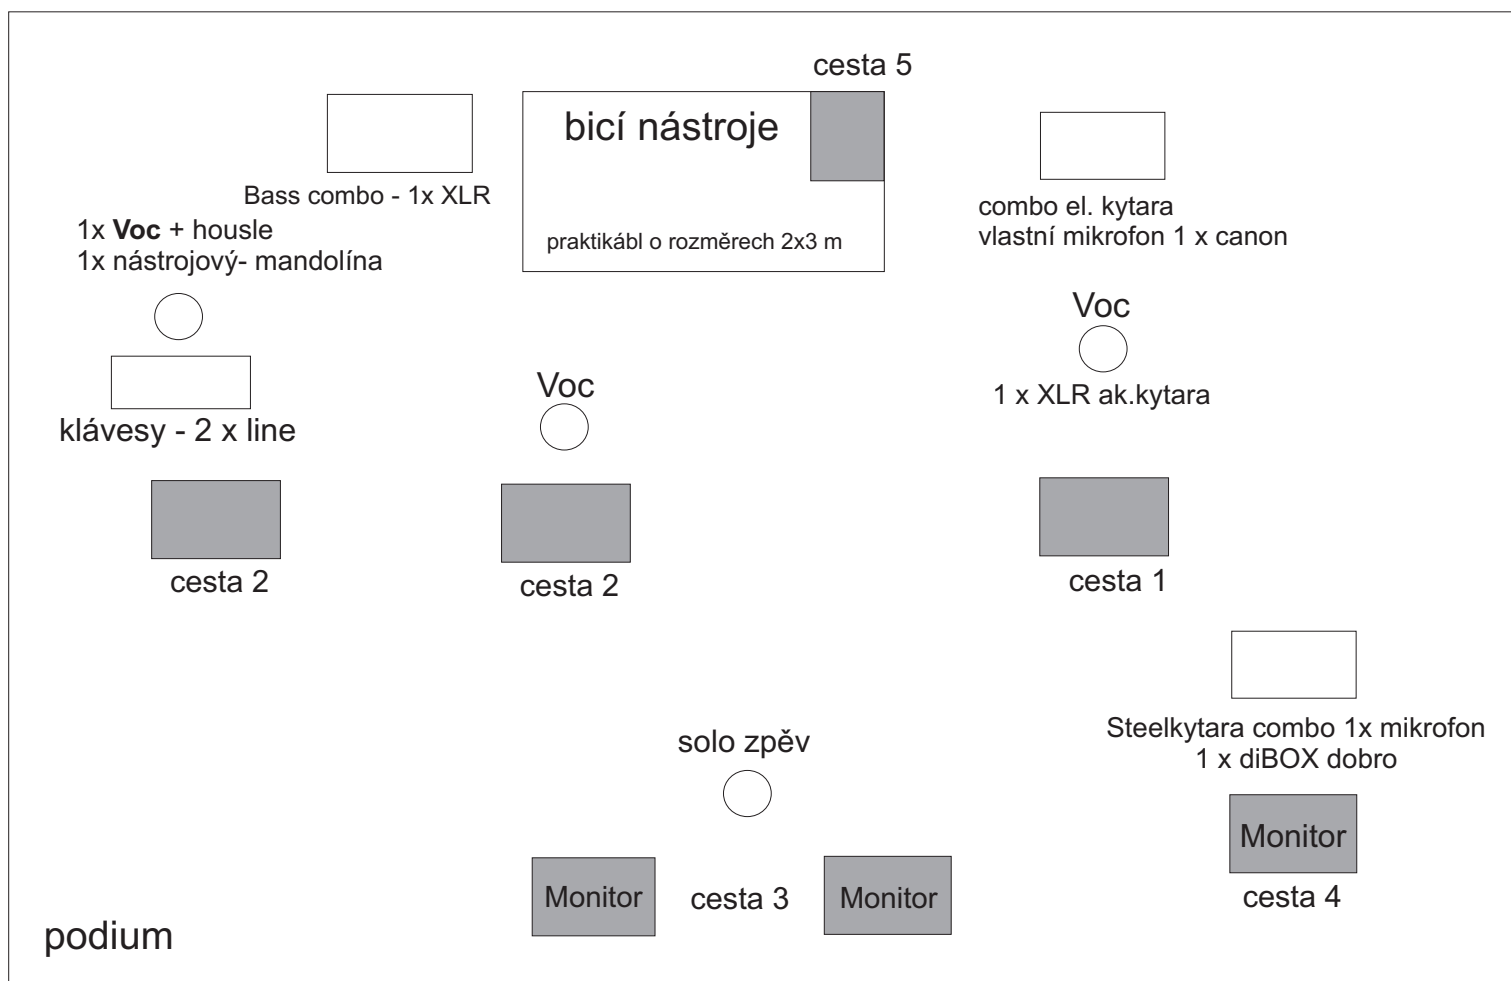 cesta 5
bicí nástroje
praktikábl o rozměrech 2x3 m
Bass combo - 1x XLR
combo el. kytara
vlastní mikrofon 1 x canon
1x Voc + housle
1x nástrojový- mandolína
klávesy - 2 x line
cesta 2
Voc
cesta 2
Voc
1 x XLR ak.kytara
cesta 1
Steelkytara combo 1x mikrofon
1 x diBOX dobro
Monitor
cesta 4
solo zpěv
Monitor
cesta 3
Monitor
podium